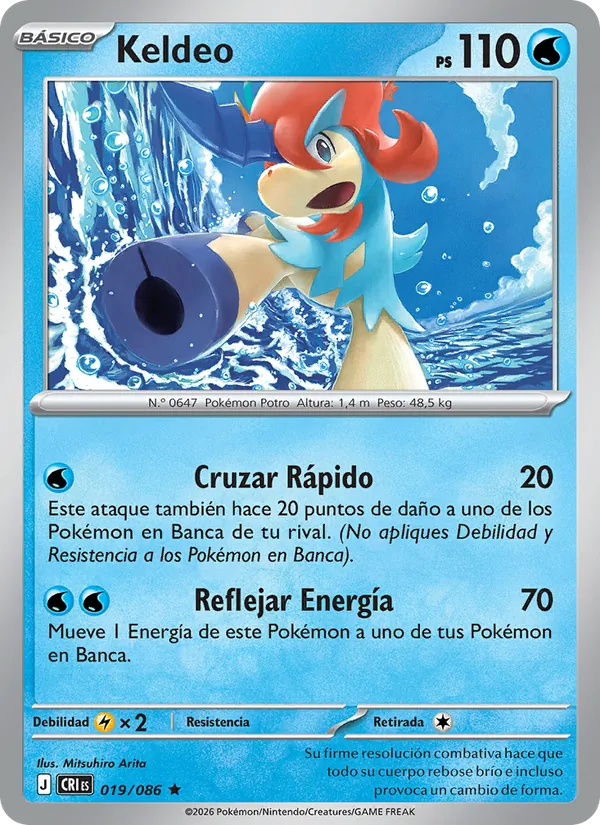 BÁSICO
Keldeo
PS 110
N.º 0647 Pokémon Potro Altura: 1,4 m Peso: 48,5 kg
Cruzar Rápido 20
Este ataque también hace 20 puntos de daño a uno de los
Pokémon en Banca de tu rival. (No apliques Debilidad y
Resistencia a los Pokémon en Banca).
Reflejar Energía 70
Mueve 1 Energía de este Pokémon a uno de tus Pokémon
en Banca.
Debilidad ×2 Resistencia Retirada
Ilus. Mitsuhiro Arita
J CRI ES 019/086 ★
Su firme resolución combativa hace que
todo su cuerpo rebose brío e incluso
provoca un cambio de forma.
©2026 Pokémon/Nintendo/Creatures/GAME FREAK